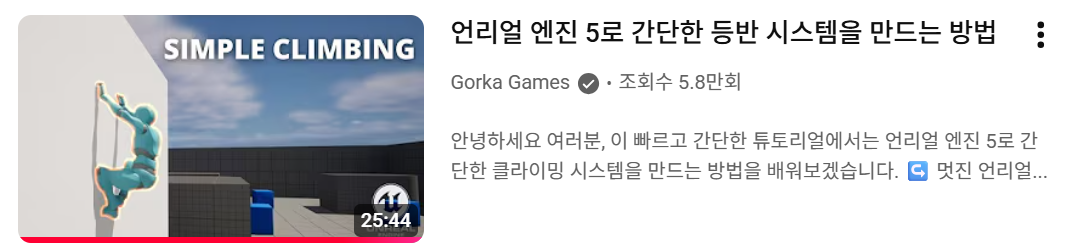 SIMPLE CLIMBING
25:44
언리얼 엔진 5로 간단한 등반 시스템을 만드는 방법
Gorka Games • 조회수 5.8만회
안녕하세요 여러분, 이 빠르고 간단한 튜토리얼에서는 언리얼 엔진 5로 간
단한 클라이밍 시스템을 만드는 방법을 배워보겠습니다. ↪️ 멋진 언리얼...